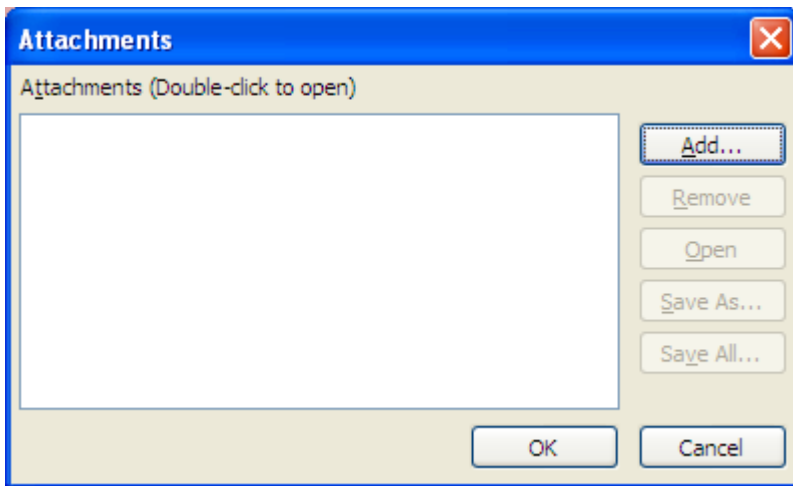 Attachments
Attachments (Double-click to open)
Add...
Remove
Open
Save As...
Save All...
OK
Cancel